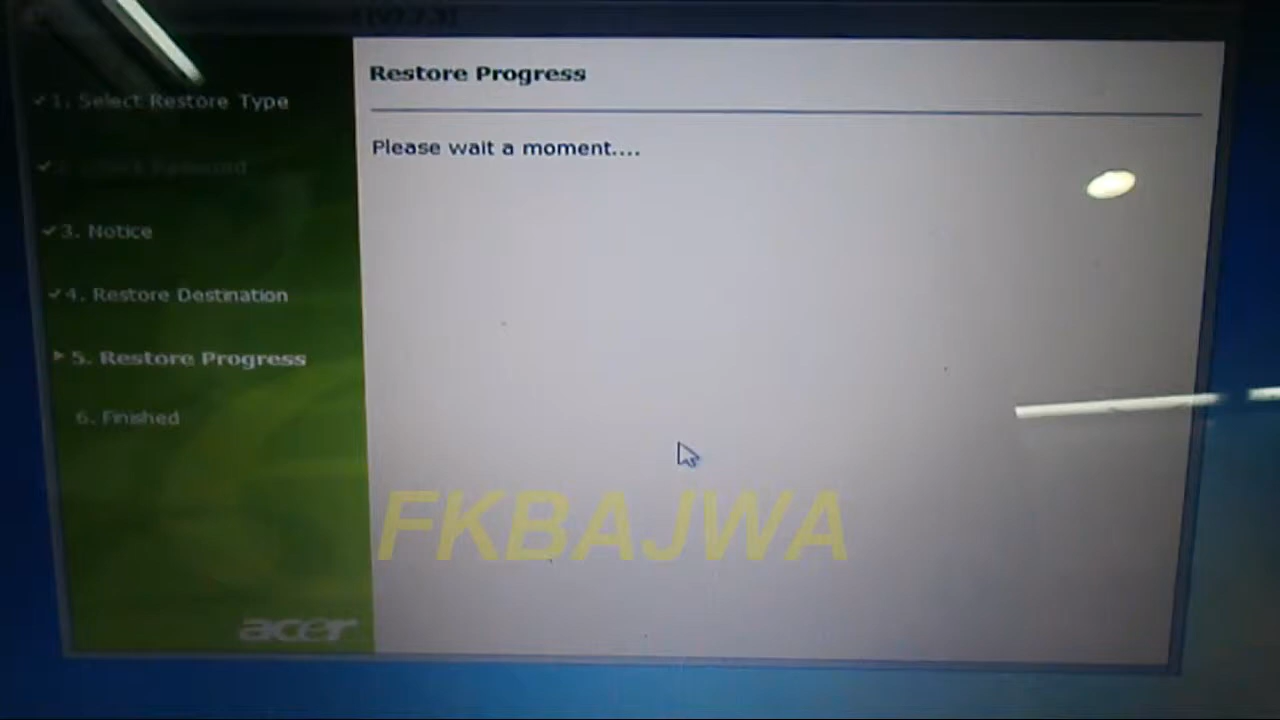 Restore Progress
Please wait a moment....
✓ 1. Select Restore Type
✓ 3. Notice
✓ 4. Restore Destination
▸ 5. Restore Progress
6. Finished
FKBAJWA
acer